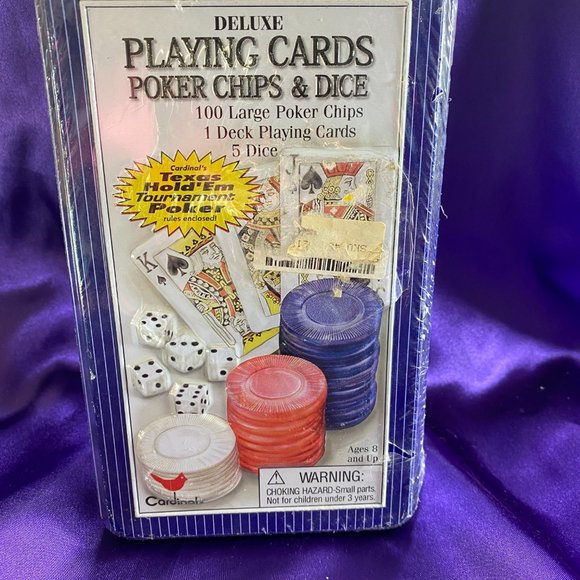 DELUXE
PLAYING CARDS
POKER CHIPS & DICE
100 Large Poker Chips
1 Deck Playing Cards
5 Dice
Cardinal's
Texas
Hold'Em
Tournament
Poker
rules enclosed!
J
K
Ages 8
and Up
WARNING:
CHOKING HAZARD-Small parts.
Not for children under 3 years.
Cardinal